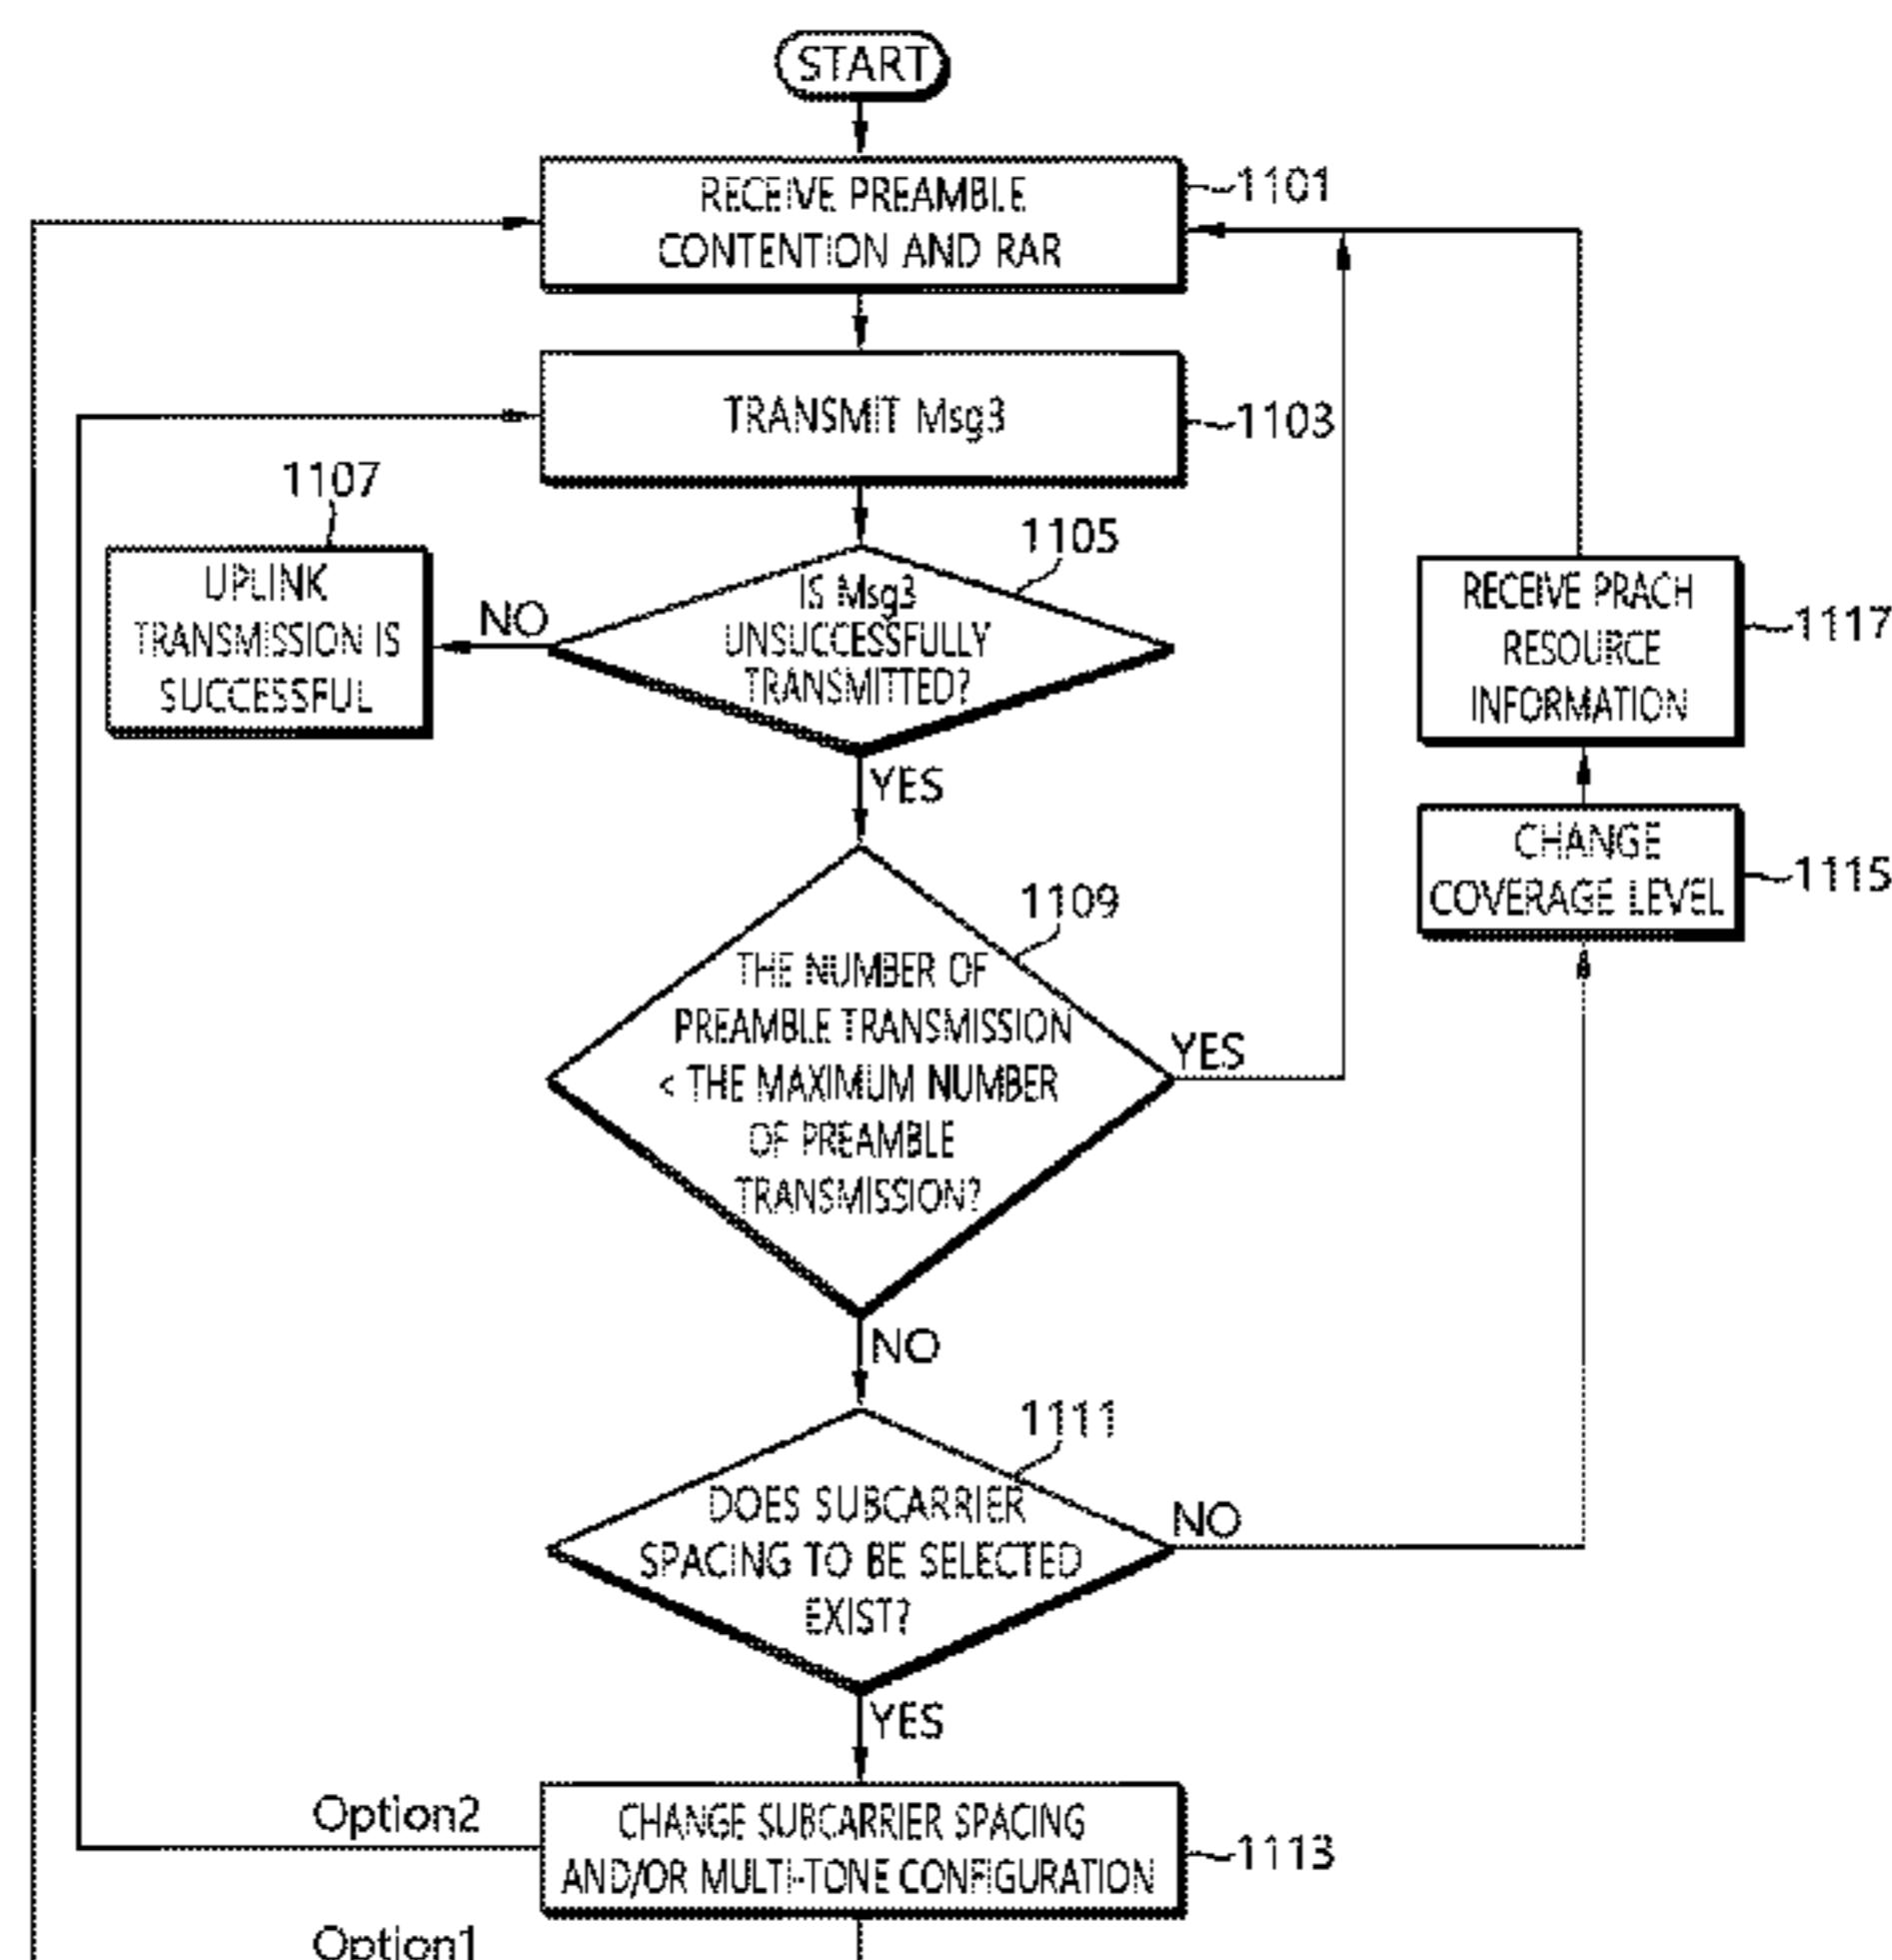 START
RECEIVE PREAMBLE
CONTENTION AND RAR
1101
TRANSMIT Msg3
1103
1107
UPLINK
TRANSMISSION IS
SUCCESSFUL
NO
1105
IS Msg3
UNSUCCESSFULLY
TRANSMITTED?
YES
RECEIVE PRACH
RESOURCE
INFORMATION
1117
CHANGE
COVERAGE LEVEL
1115
1109
THE NUMBER OF
PREAMBLE TRANSMISSION
< THE MAXIMUM NUMBER
OF PREAMBLE
TRANSMISSION?
YES
NO
1111
DOES SUBCARRIER
SPACING TO BE SELECTED
EXIST?
NO
YES
Option2
CHANGE SUBCARRIER SPACING
AND/OR MULTI-TONE CONFIGURATION
1113
Option1